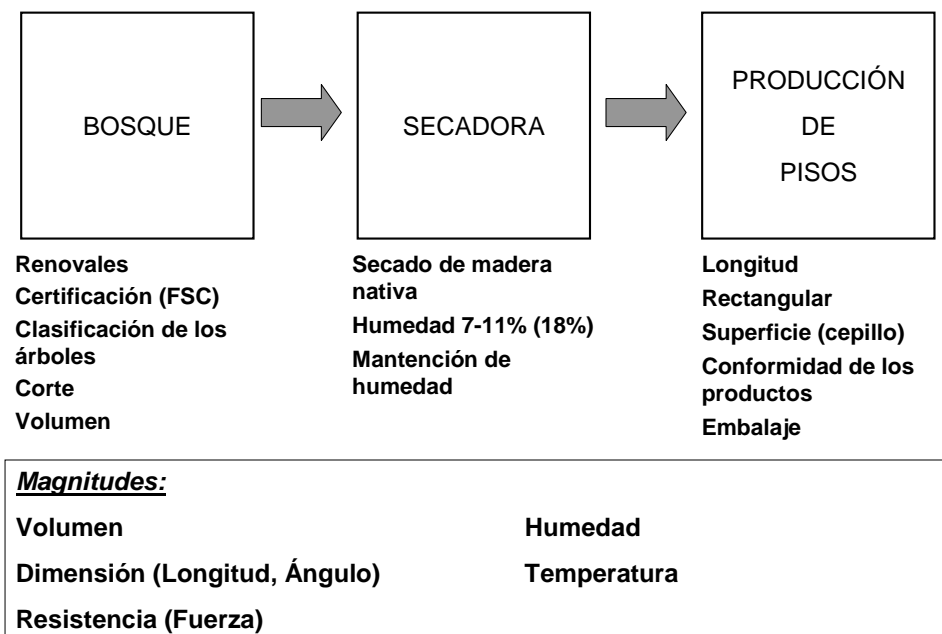 BOSQUE
SECADORA
PRODUCCIÓN
DE
PISOS
Renovales
Certificación (FSC)
Clasificación de los
árboles
Corte
Volumen
Secado de madera
nativa
Humedad 7-11% (18%)
Mantención de
humedad
Longitud
Rectangular
Superficie (cepillo)
Conformidad de los
productos
Embalaje
Magnitudes:
Volumen
Dimensión (Longitud, Ángulo)
Resistencia (Fuerza)
Humedad
Temperatura